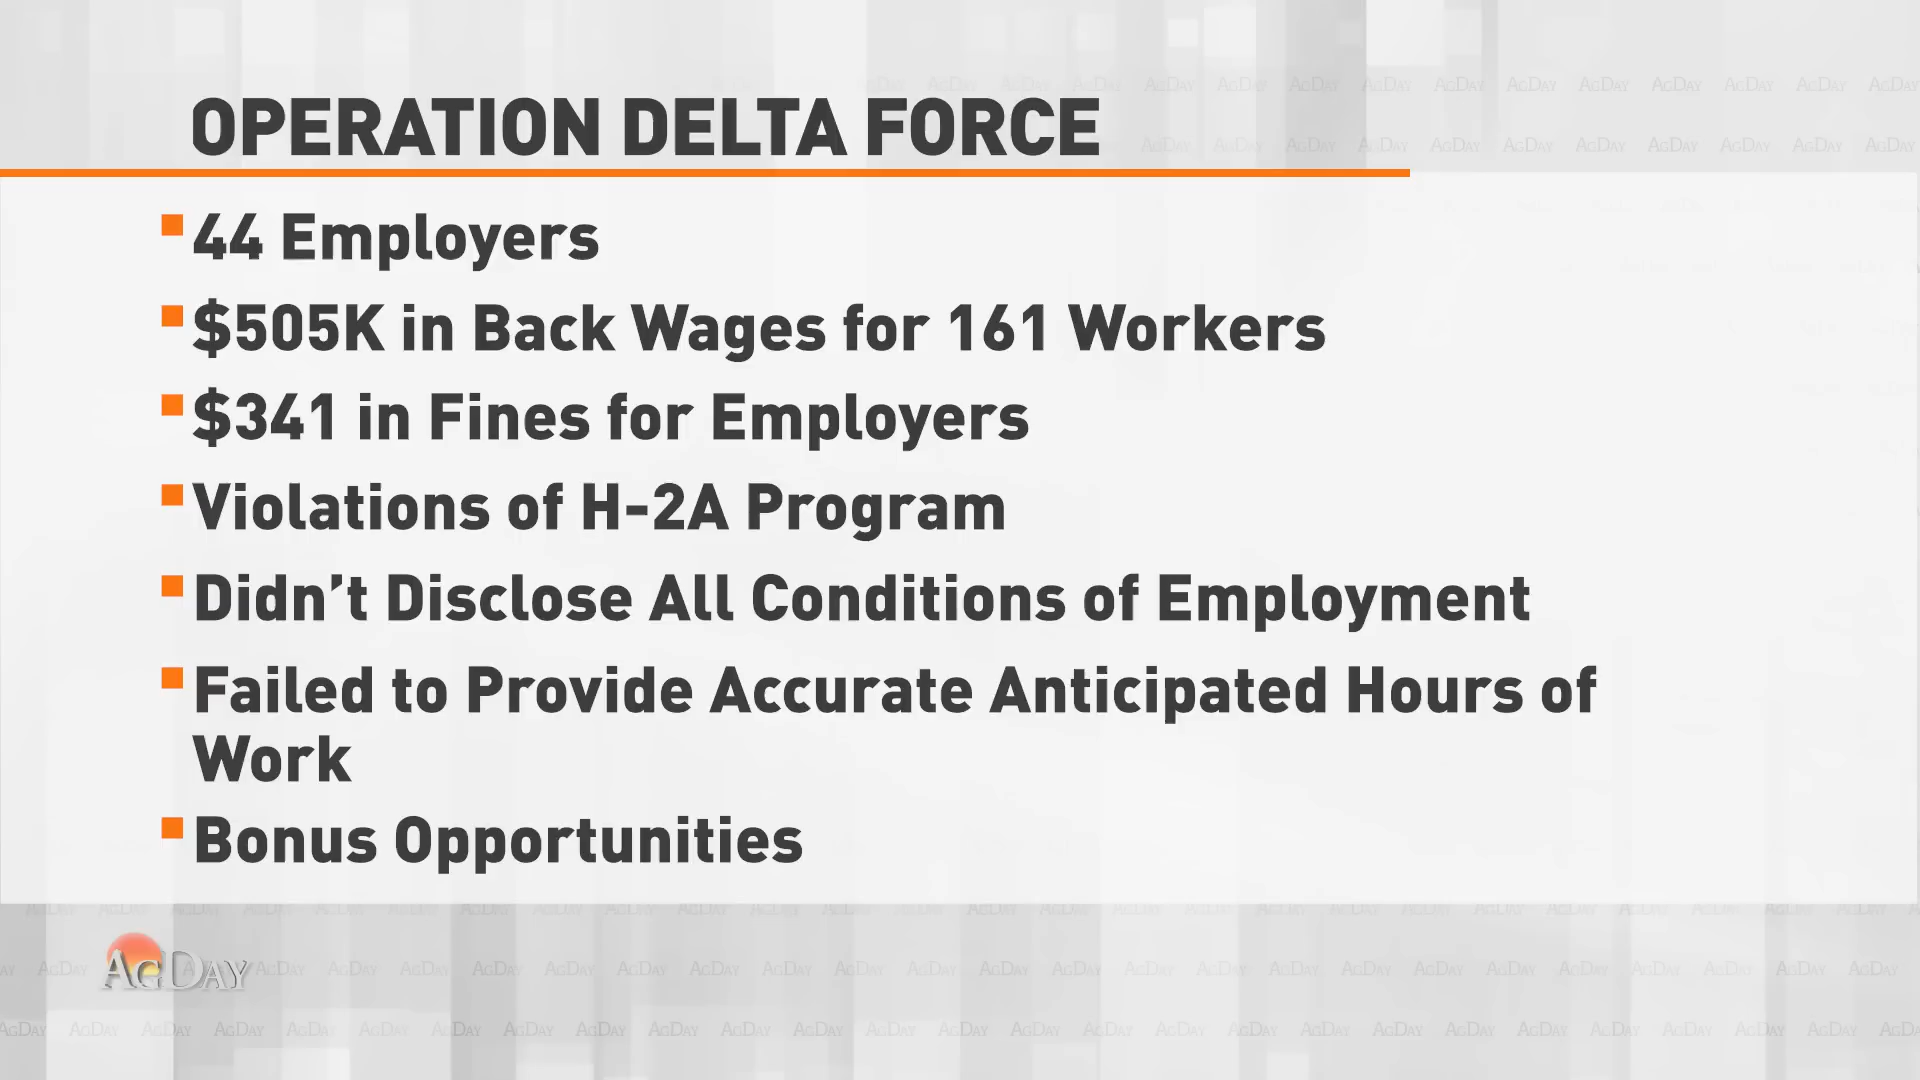 OPERATION DELTA FORCE
44 Employers
$505K in Back Wages for 161 Workers
$341 in Fines for Employers
Violations of H-2A Program
Didn't Disclose All Conditions of Employment
Failed to Provide Accurate Anticipated Hours of
Work
Bonus Opportunities
AGDAY